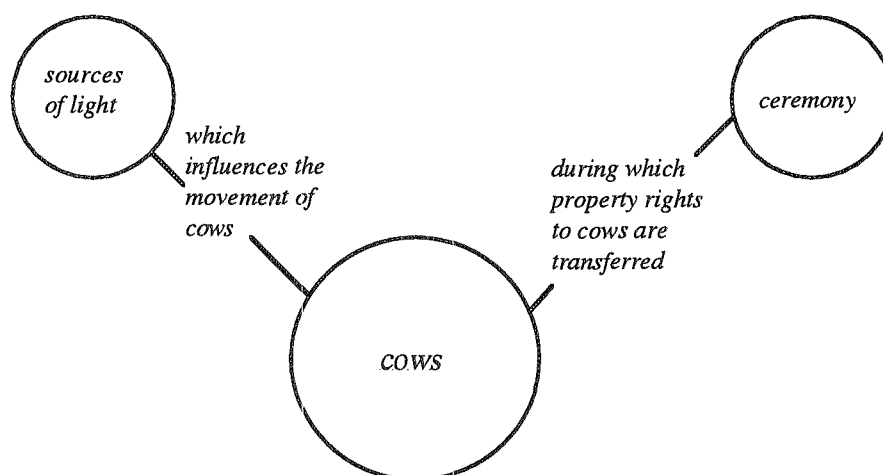 sources
of light
which
influences the
movement of
cows
ceremony
during which
property rights
to cows are
transferred
cows